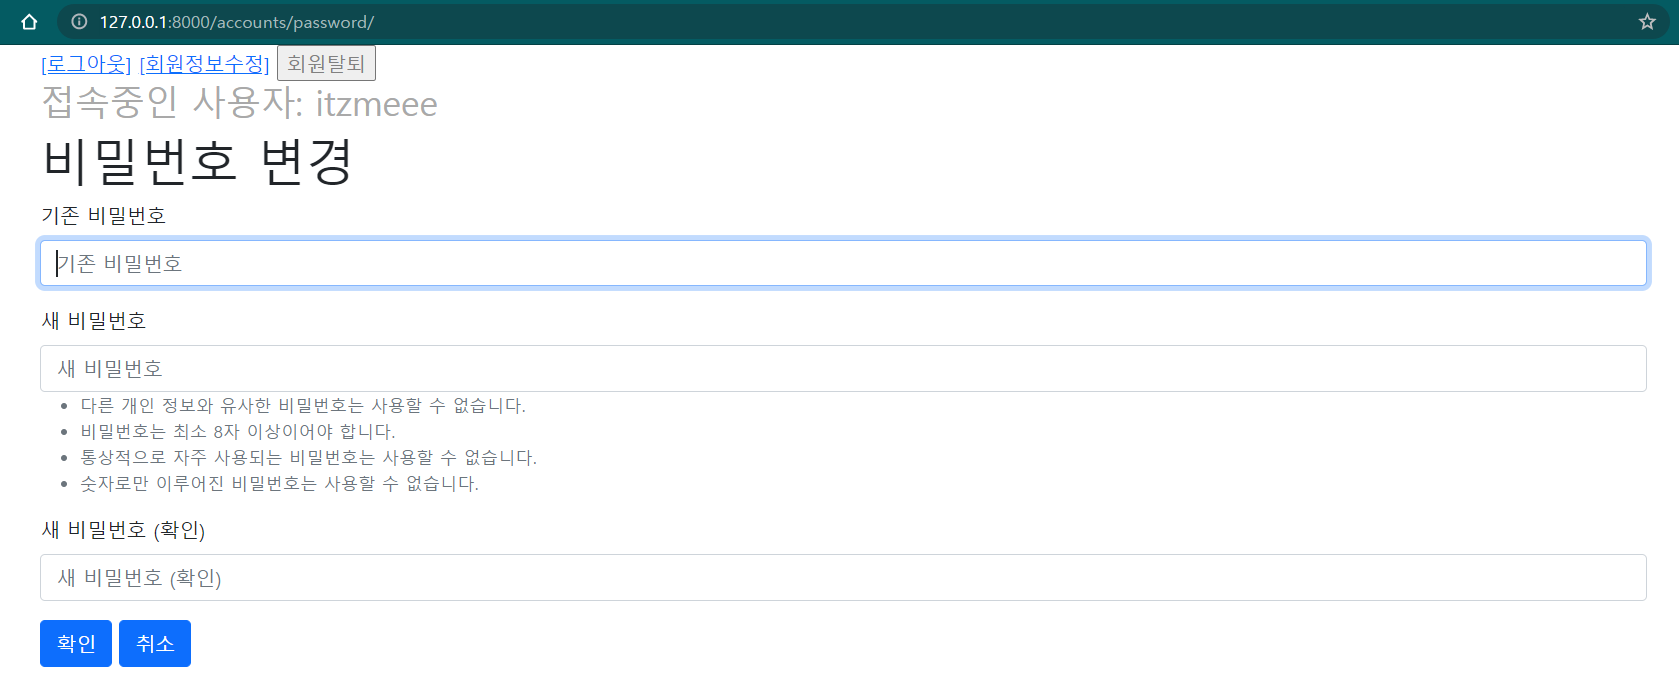 127.0.0.1:8000/accounts/password/
[로그아웃] [회원정보수정] 회원탈퇴
접속중인 사용자: itzmeee
비밀번호 변경
기존 비밀번호
기존 비밀번호
새 비밀번호
새 비밀번호
다른 개인 정보와 유사한 비밀번호는 사용할 수 없습니다.
비밀번호는 최소 8자 이상이어야 합니다.
통상적으로 자주 사용되는 비밀번호는 사용할 수 없습니다.
숫자로만 이루어진 비밀번호는 사용할 수 없습니다.
새 비밀번호 (확인)
새 비밀번호 (확인)
확인 취소